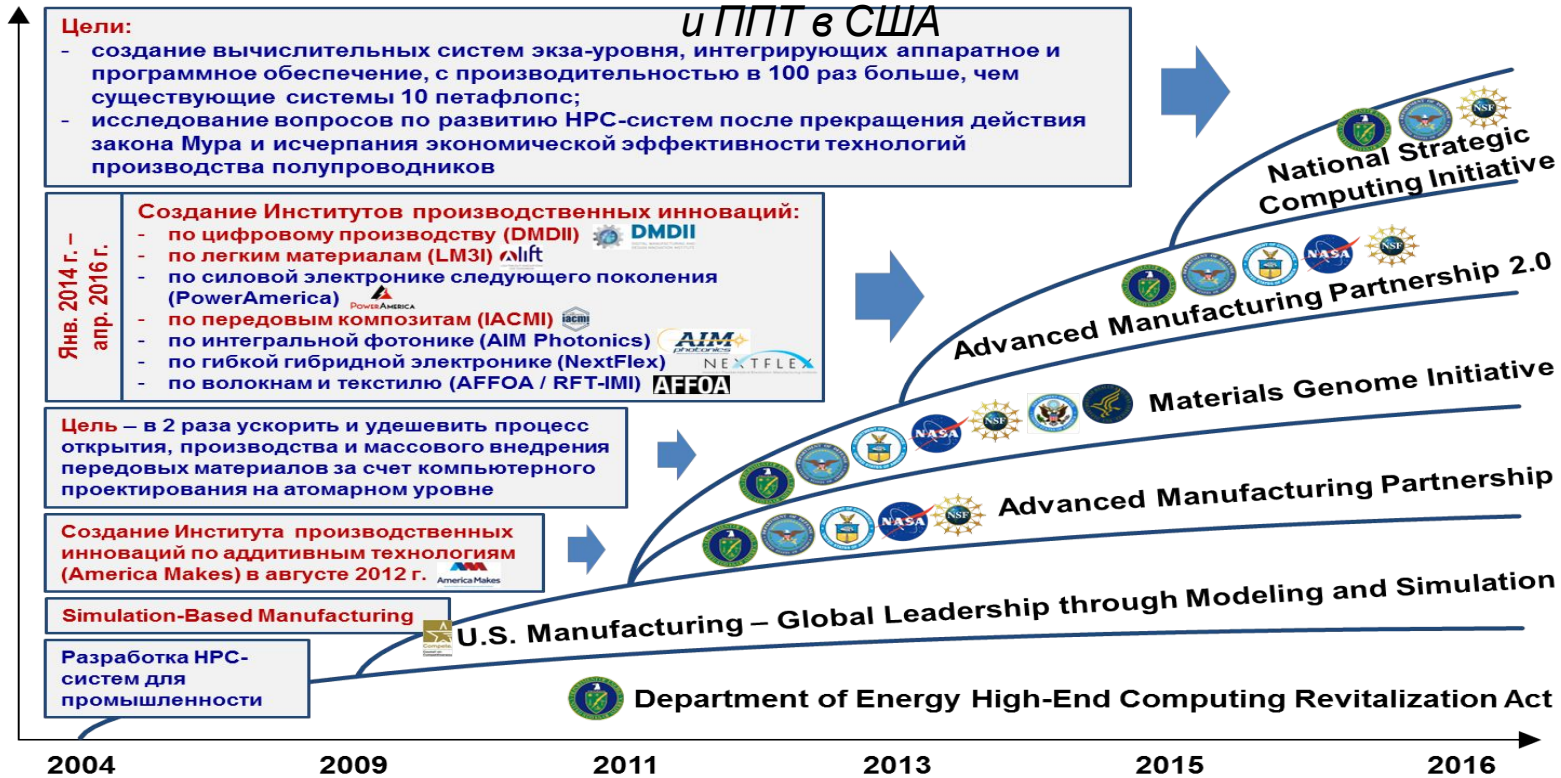 и ППТ в США
Цели:
- создание вычислительных систем экза-уровня, интегрирующих аппаратное и
программное обеспечение, с производительностью в 100 раз больше, чем
существующие системы 10 петафлопс;
- исследование вопросов по развитию HPC-систем после прекращения действия
закона Мура и исчерпания экономической эффективности технологий
производства полупроводников
Янв. 2014 г. –
апр. 2016 г.
Создание Институтов производственных инноваций:
- по цифровому производству (DMDII) DMDII
- по легким материалам (LM3I) lift
- по силовой электронике следующего поколения
(PowerAmerica) POWERAMERICA
- по передовым композитам (IACMI) iacmi
- по интегральной фотонике (AIM Photonics) AIM photonics
- по гибкой гибридной электронике (NextFlex) NEXTFLEX
- по волокнам и текстилю (AFFOA / RFT-IMI) AFFOA
Цель – в 2 раза ускорить и удешевить процесс
открытия, производства и массового внедрения
передовых материалов за счет компьютерного
проектирования на атомарном уровне
Создание Института производственных
инноваций по аддитивным технологиям
(America Makes) в августе 2012 г. America Makes
Simulation-Based Manufacturing
Разработка HPC-
систем для
промышленности
NSF
National Strategic
Computing Initiative
NASA NSF
Advanced Manufacturing Partnership 2.0
NASA NSF
Materials Genome Initiative
NASA NSF
Advanced Manufacturing Partnership
Compete
U.S. Manufacturing – Global Leadership through Modeling and Simulation
Department of Energy High-End Computing Revitalization Act
2004 2009 2011 2013 2015 2016